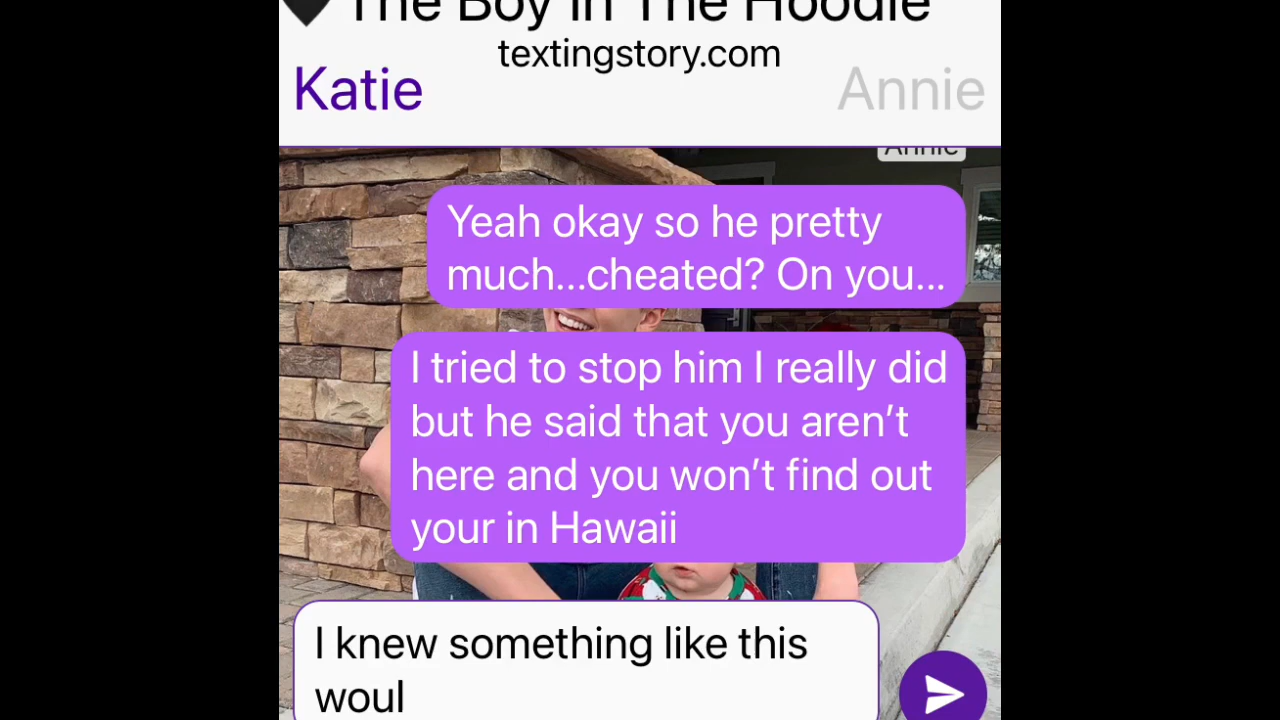 The Boy In The Hoodie
textingstory.com
Katie
Annie
Annie
Yeah okay so he pretty
much...cheated? On you...
I tried to stop him I really did
but he said that you aren’t
here and you won’t find out
your in Hawaii
I knew something like this
woul